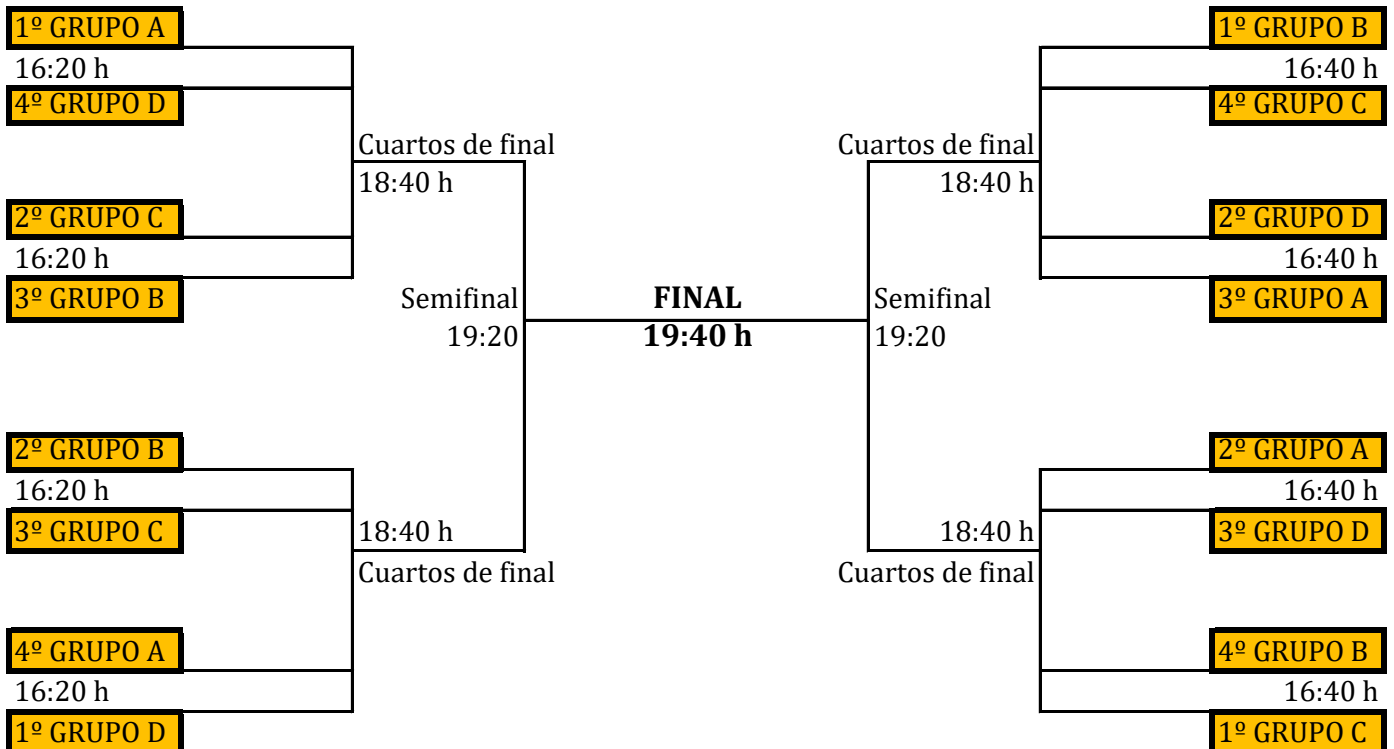 1º GRUPO A
16:20 h
4º GRUPO D
Cuartos de final
18:40 h
2º GRUPO C
16:20 h
3º GRUPO B
Semifinal
19:20
2º GRUPO B
16:20 h
3º GRUPO C
18:40 h
Cuartos de final
4º GRUPO A
16:20 h
1º GRUPO D
FINAL
19:40 h
1º GRUPO B
16:40 h
4º GRUPO C
Cuartos de final
18:40 h
2º GRUPO D
16:40 h
3º GRUPO A
Semifinal
19:20
2º GRUPO A
16:40 h
3º GRUPO D
18:40 h
Cuartos de final
4º GRUPO B
16:40 h
1º GRUPO C